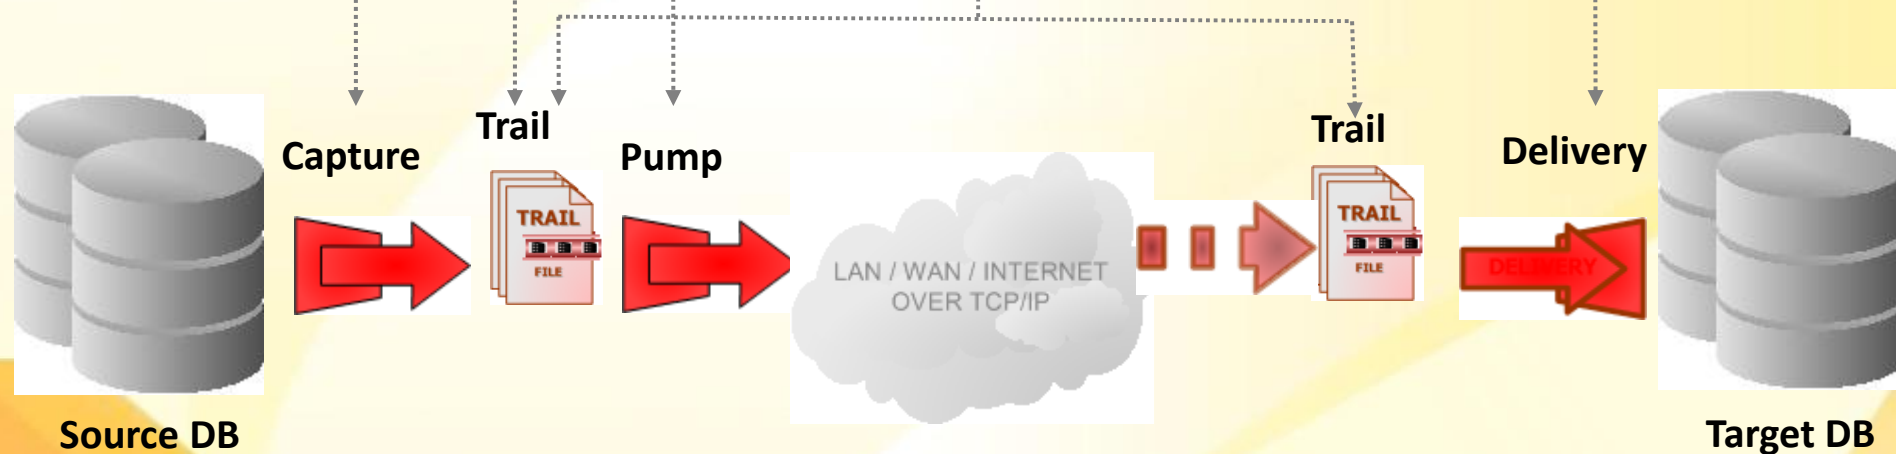 Trail
Trail
Capture
Pump
Delivery
TRAIL
FILE
TRAIL
FILE
LAN / WAN / INTERNET
OVER TCP/IP
DELIVERY
Source DB
Target DB